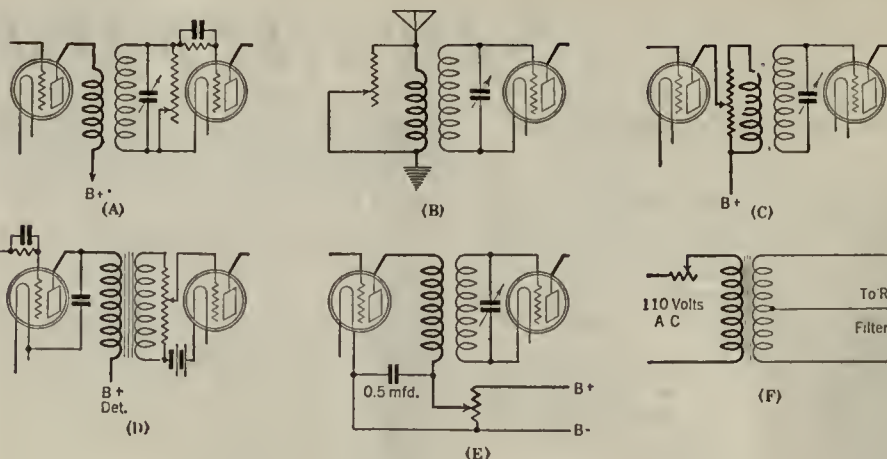 B+
(A)
(B)
B+
(C)
B+
Det.
(D)
0.5 mfd.
B+
B-
(E)
110 Volts
A C
To R
Filter
(F)